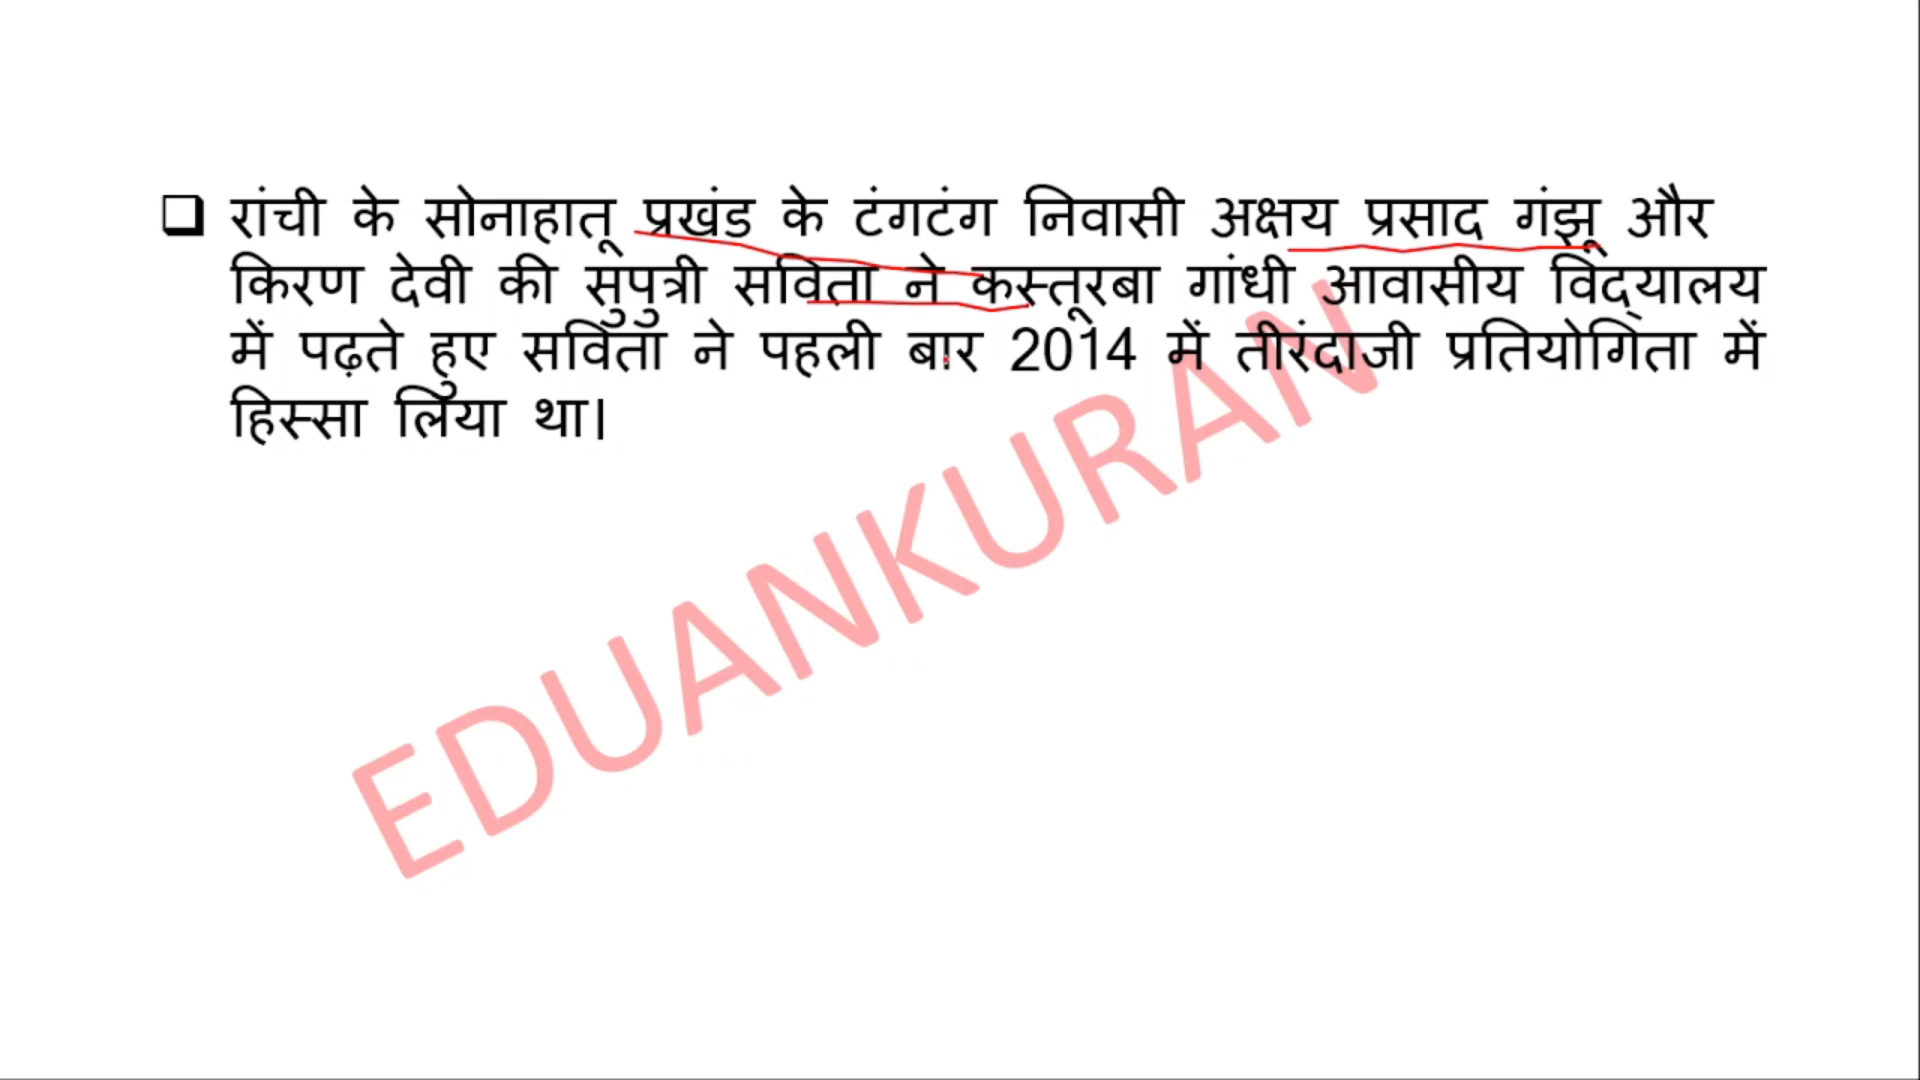 ❑ रांची के सोनाहातू प्रखंड के टंगटंग निवासी अक्षय प्रसाद गंझू और
किरण देवी की सुपुत्री सविता ने कस्तूरबा गांधी आवासीय विद्यालय
में पढ़ते हुए सविता ने पहली बार 2014 में तीरंदाजी प्रतियोगिता में
हिस्सा लिया था।
EDUANKURAN